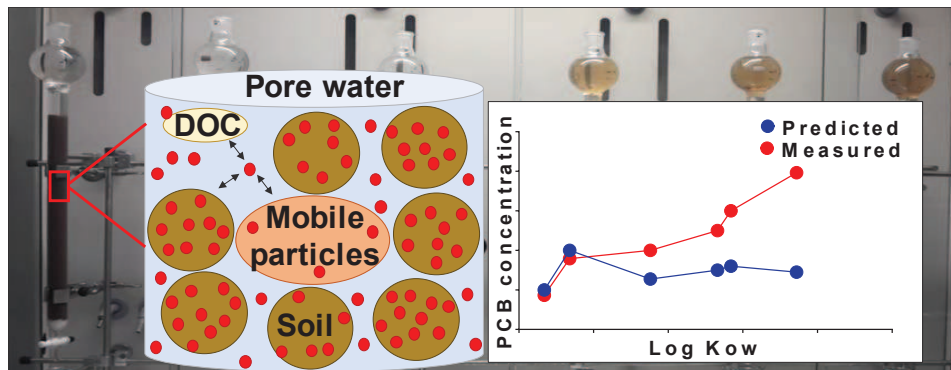 Pore water
DOC
Mobile
particles
Soil
Predicted
Measured
PCB concentration
Log Kow